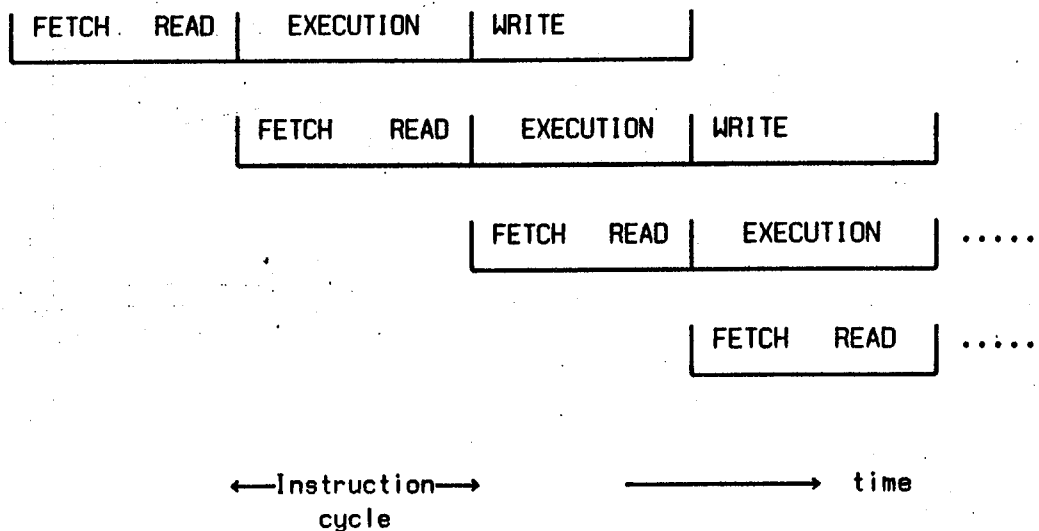 FETCH READ EXECUTION WRITE
FETCH READ EXECUTION WRITE
FETCH READ EXECUTION .....
FETCH READ .....
←—Instruction—→ ———→ time
cycle